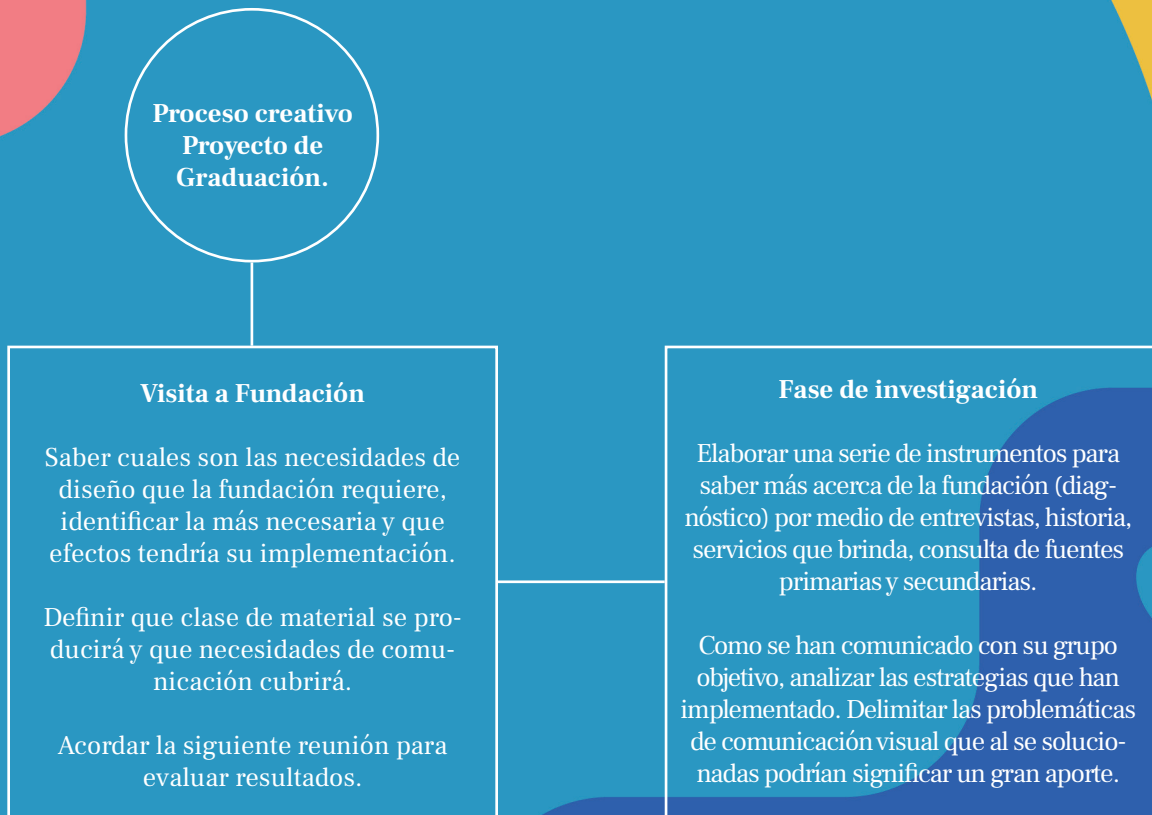 Proceso creativo
Proyecto de
Graduación.
Visita a Fundación
Saber cuales son las necesidades de
diseño que la fundación requiere,
identificar la más necesaria y que
efectos tendría su implementación.
Definir que clase de material se pro-
ducirá y que necesidades de comu-
nicación cubrirá.
Acordar la siguiente reunión para
evaluar resultados.
Fase de investigación
Elaborar una serie de instrumentos para
saber más acerca de la fundación (diag-
nóstico) por medio de entrevistas, historia,
servicios que brinda, consulta de fuentes
primarias y secundarias.
Como se han comunicado con su grupo
objetivo, analizar las estrategias que han
implementado. Delimitar las problemáticas
de comunicación visual que al se solucio-
nadas podrían significar un gran aporte.